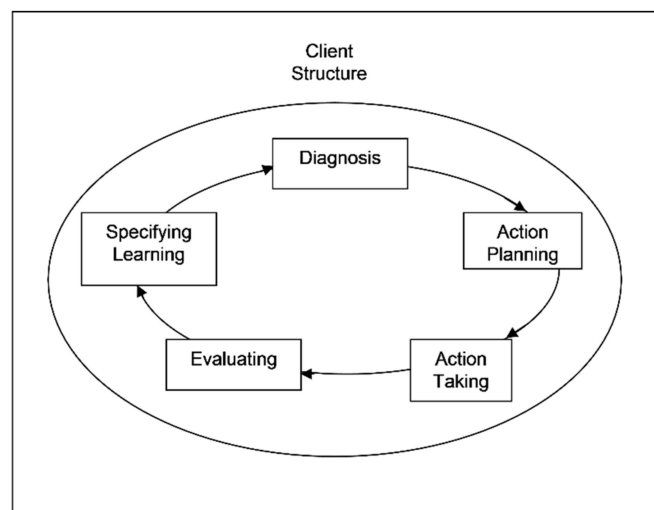 Client
Structure
Diagnosis
Action
Planning
Action
Taking
Evaluating
Specifying
Learning